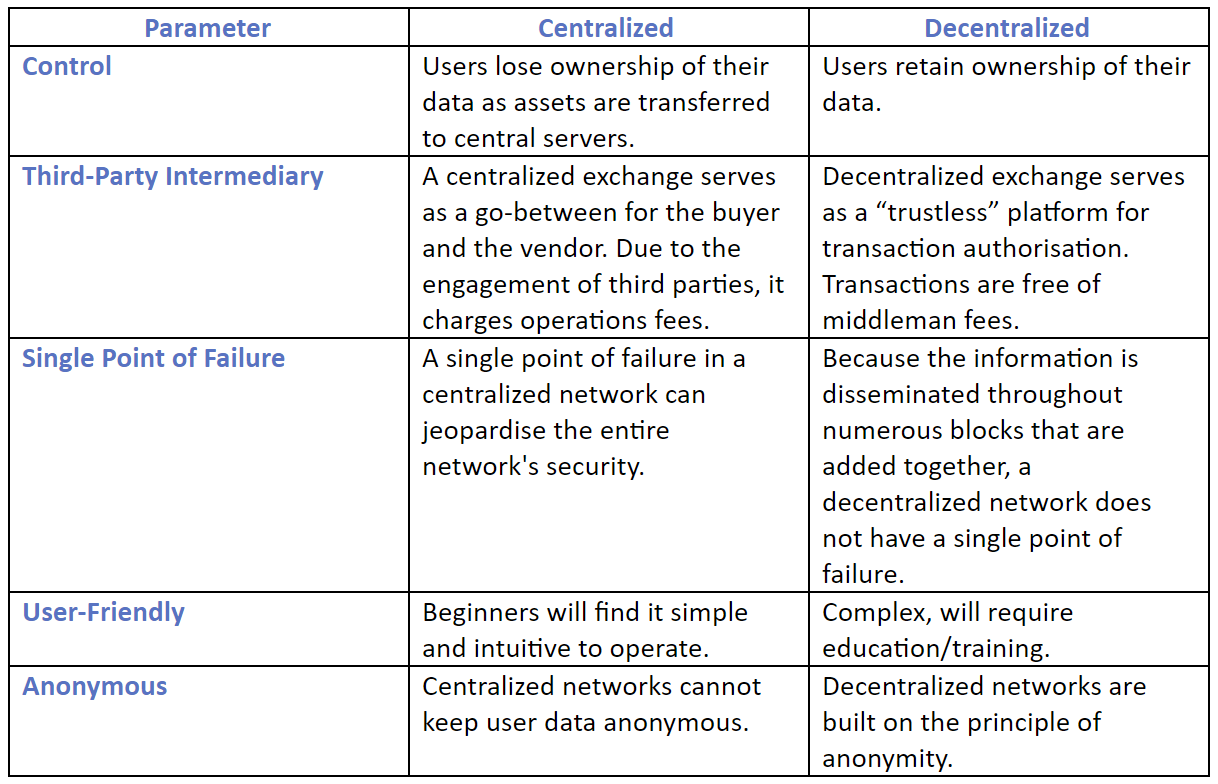 Parameter
Centralized
Decentralized
Control
Users lose ownership of their
data as assets are transferred
to central servers.
Users retain ownership of their
data.
Third-Party Intermediary
A centralized exchange serves
as a go-between for the buyer
and the vendor. Due to the
engagement of third parties, it
charges operations fees.
Decentralized exchange serves
as a “trustless” platform for
transaction authorisation.
Transactions are free of
middleman fees.
Single Point of Failure
A single point of failure in a
centralized network can
jeopardise the entire
network's security.
Because the information is
disseminated throughout
numerous blocks that are
added together, a
decentralized network does
not have a single point of
failure.
User-Friendly
Beginners will find it simple
and intuitive to operate.
Complex, will require
education/training.
Anonymous
Centralized networks cannot
keep user data anonymous.
Decentralized networks are
built on the principle of
anonymity.